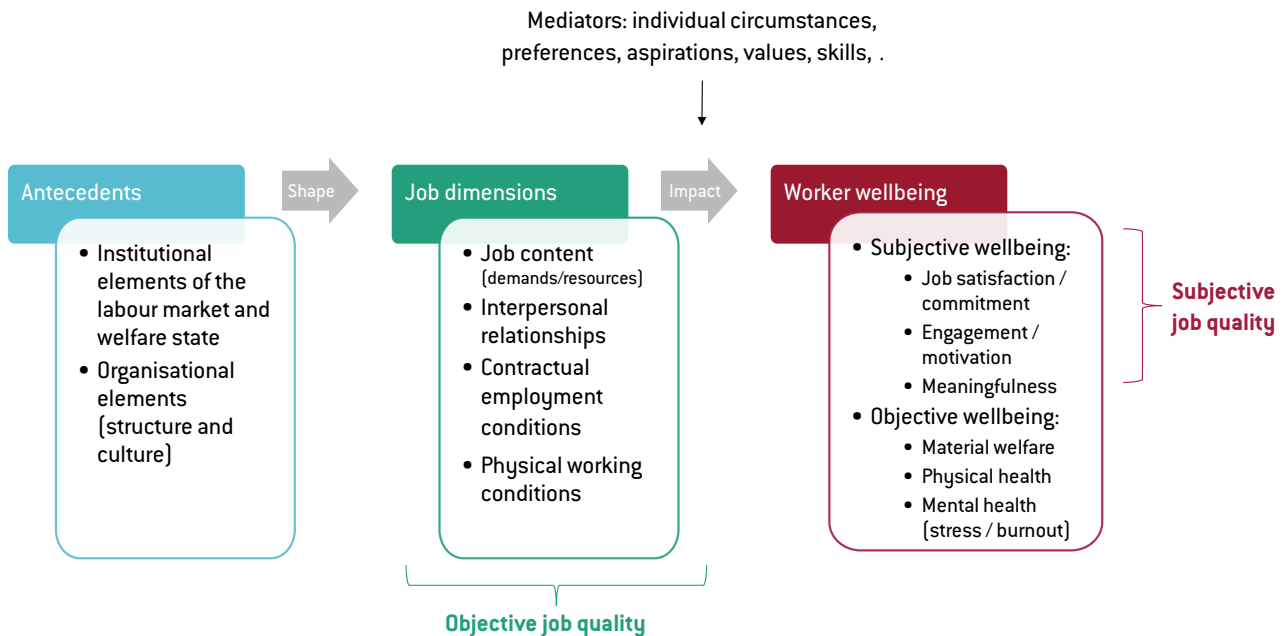 Mediators: individual circumstances,
preferences, aspirations, values, skills, .
Antecedents
Shape
Job dimensions
Impact
Worker wellbeing
• Institutional
elements of the
labour market and
welfare state
• Organisational
elements
(structure and
culture)
• Job content
(demands/resources)
• Interpersonal
relationships
• Contractual
employment
conditions
• Physical working
conditions
• Subjective wellbeing:
• Job satisfaction /
commitment
• Engagement /
motivation
• Meaningfulness
• Objective wellbeing:
• Material welfare
• Physical health
• Mental health
(stress / burnout)
Subjective
job quality
Objective job quality